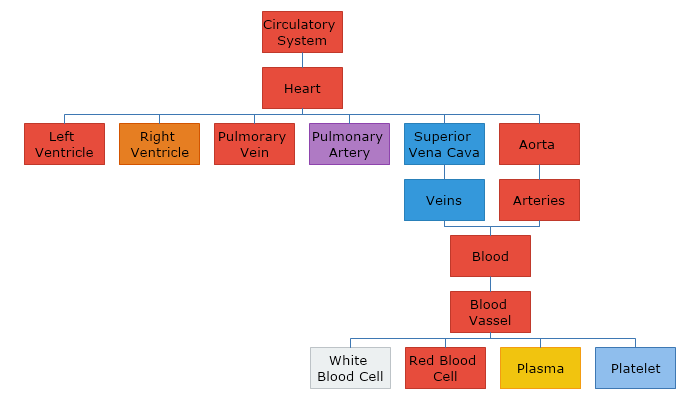 Circulatory
System
Heart
Left
Ventricle
Right
Ventricle
Pulmorary
Vein
Pulmonary
Artery
Superior
Vena Cava
Aorta
Veins
Arteries
Blood
Blood
Vassel
White
Blood Cell
Red Blood
Cell
Plasma
Platelet